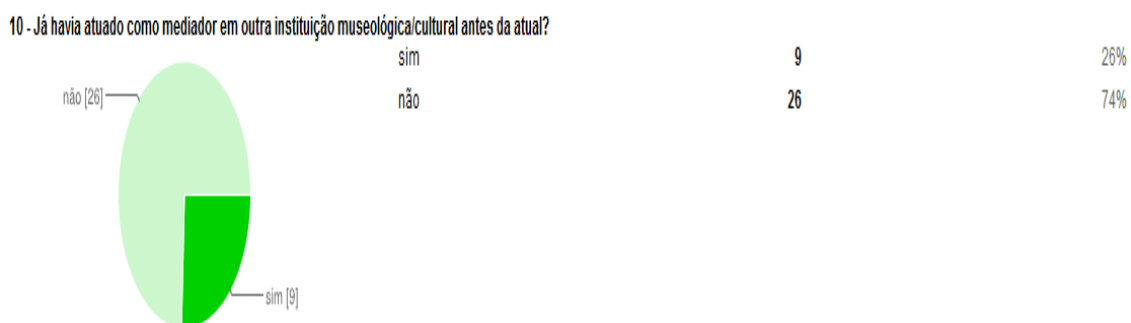 10 - Já havia atuado como mediador em outra instituição museológica/cultural antes da atual?
sim 9 26%
não [26]
não 26 74%
sim [9]